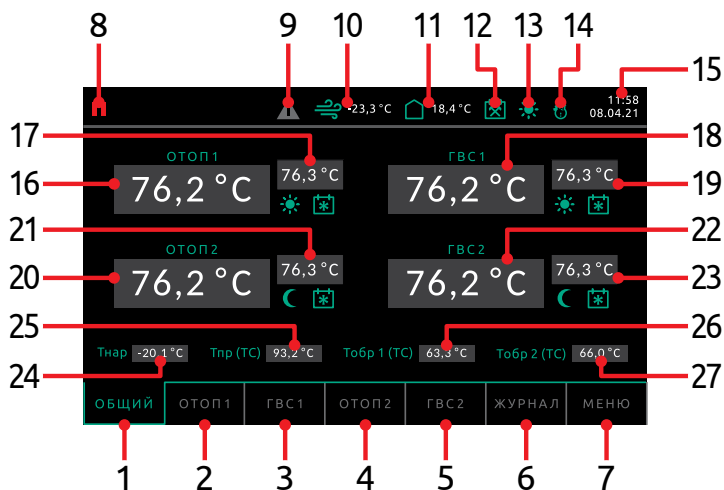 8 9 10 11 12 13 14 15
-23,3°C 18,4°C 11:58
08.04.21
17 18
ОТОП1 ГВС1
16 76,2°C 76,3°C 76,2°C 76,3°C 19
21 22
ОТОП2 ГВС2
20 76,2°C 76,3°C 76,2°C 76,3°C 23
25 26
Тнар -20,1°C Тпр (ТС) 93,2°C Тобр 1 (ТС) 63,3°C Тобр 2 (ТС) 66,0°C
24 27
ОБЩИЙ ОТОП1 ГВС1 ОТОП2 ГВС2 ЖУРНАЛ МЕНЮ
1 2 3 4 5 6 7